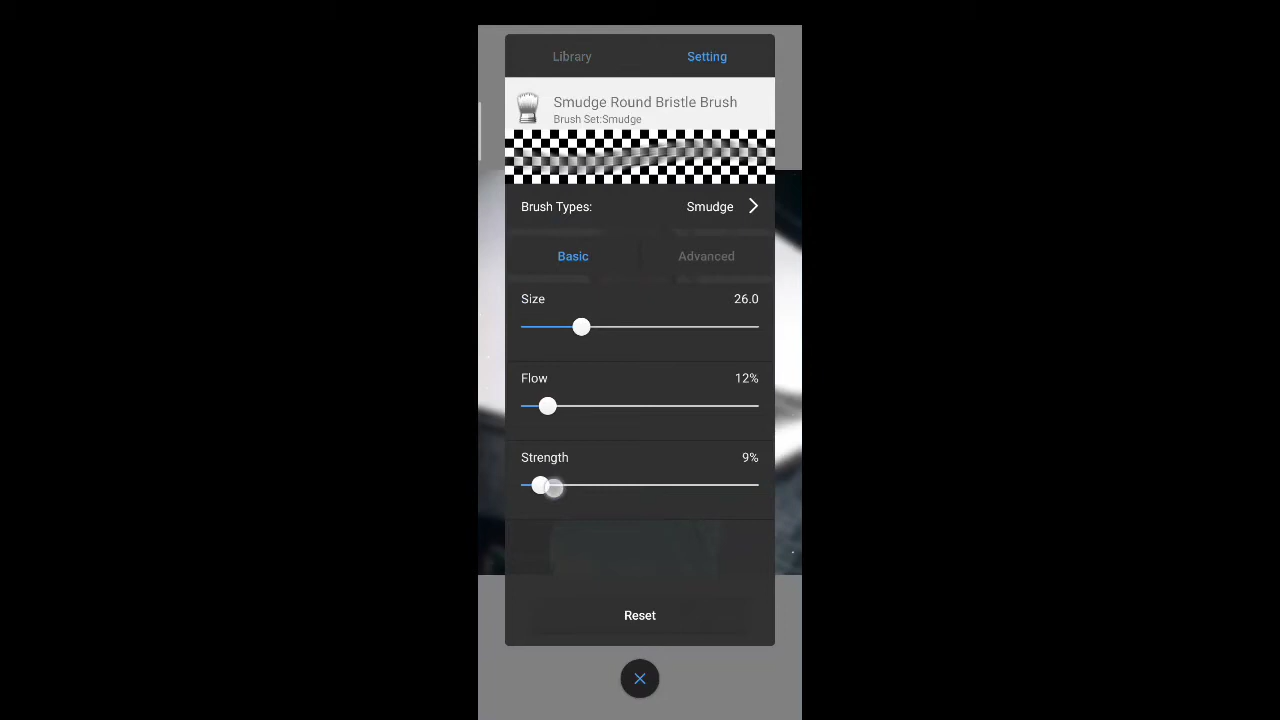 Library Setting
Smudge Round Bristle Brush
Brush Set:Smudge
Brush Types: Smudge
Basic Advanced
Size 26.0
Flow 12%
Strength 9%
Reset